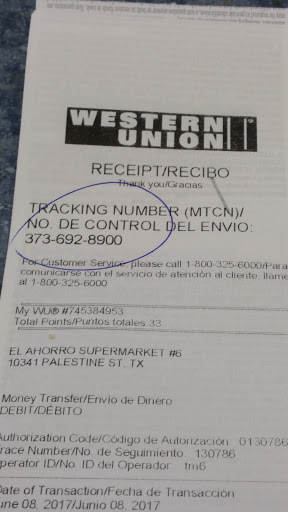 WESTERN
UNION
RECEIPT/RECIBO
Thank you/Gracias
TRACKING NUMBER (MTCN)/
NO. DE CONTROL DEL ENVIO:
373-692-8900
For Customer Service, please call 1-800-325-6000/Para
comunicarse con el servicio de atención al cliente, llame
al 1-800-325-6000
My WU® #745384953
Total Points/Puntos totales 33
EL AHORRO SUPERMARKET #6
10341 PALESTINE ST, TX
Money Transfer/Envio de Dinero
DEBIT/DÉBITO
Authorization Code/Código de Autorización 0130786
Trace Number/No. de Seguimiento 130786
Operator ID/No. ID del Operador tm6
Date of Transaction/Fecha de Transacción
June 08, 2017/Junio 08, 2017